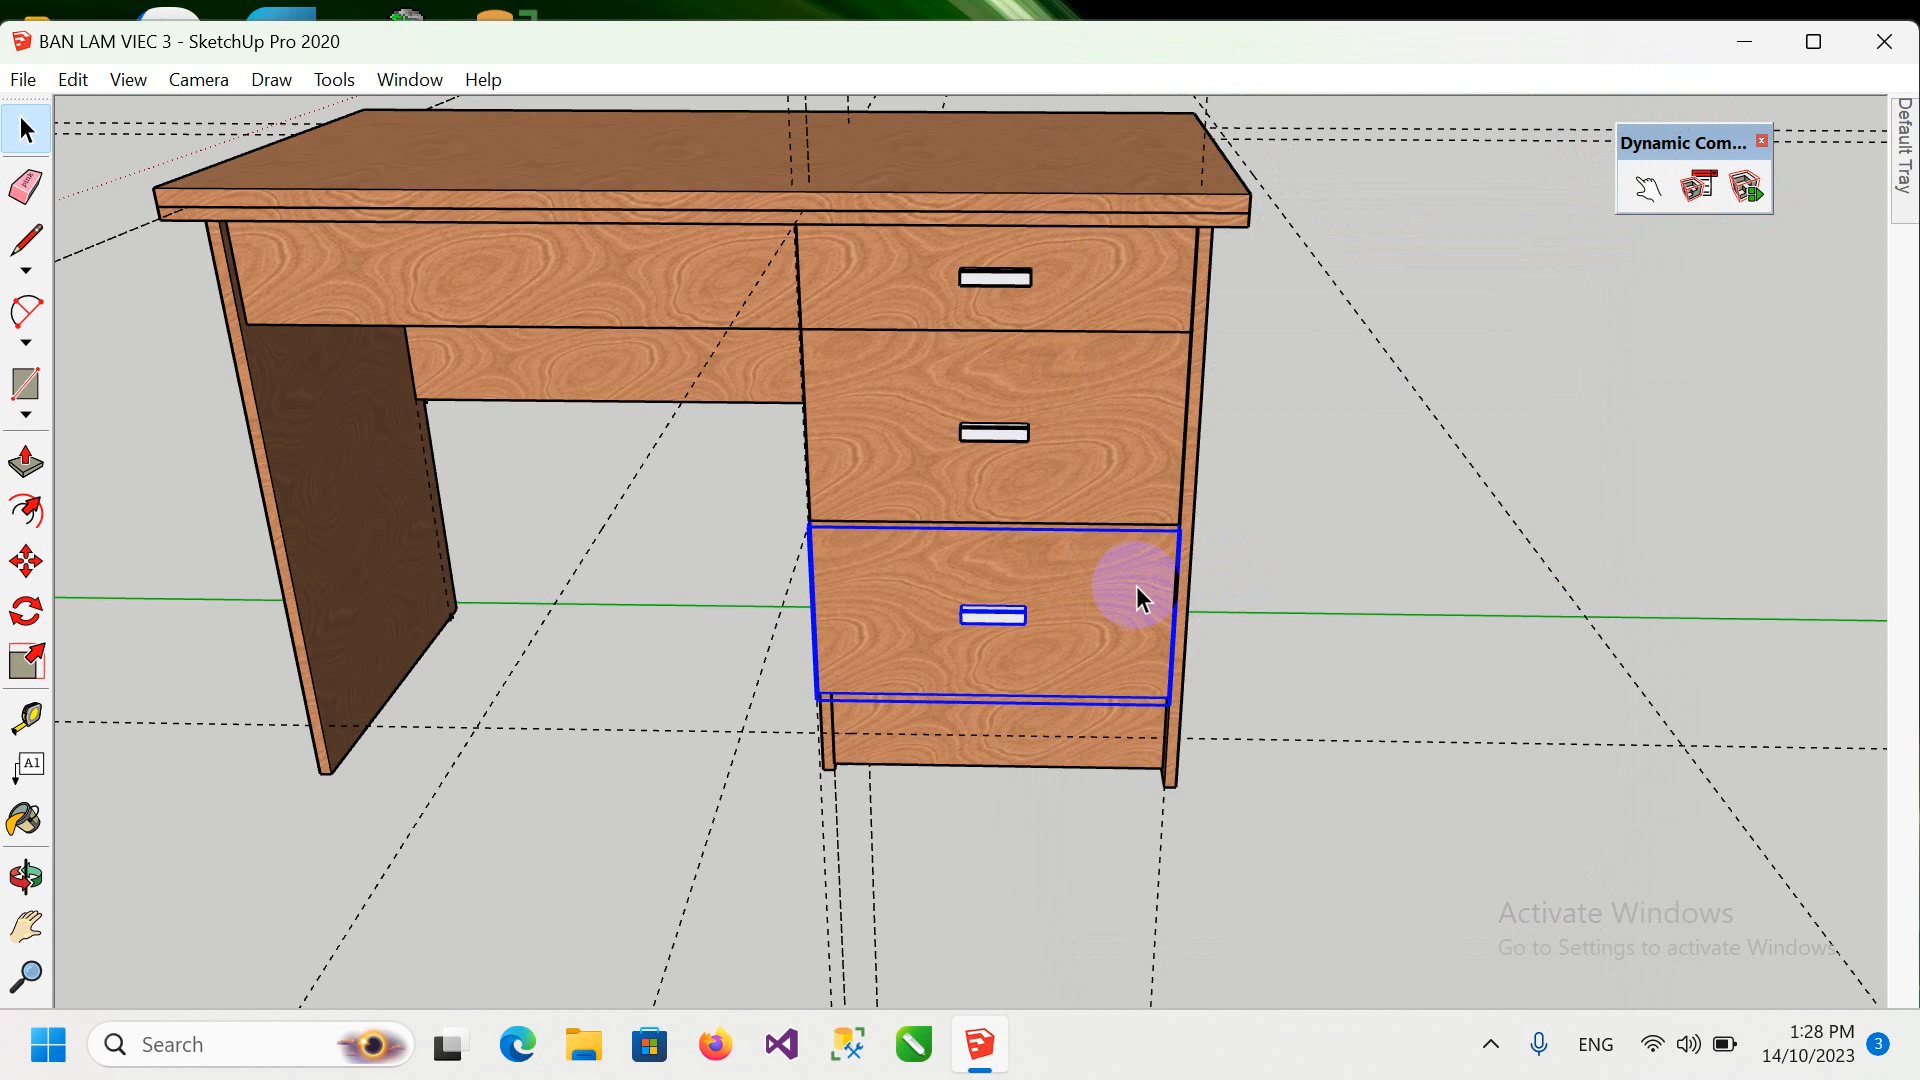 BAN LAM VIEC 3 - SketchUp Pro 2020
File Edit View Camera Draw Tools Window Help
Dynamic Com...
Default Tray
A1
Activate Windows
Go to Settings to activate Windows.
Search
ENG
1:28 PM
14/10/2023
3